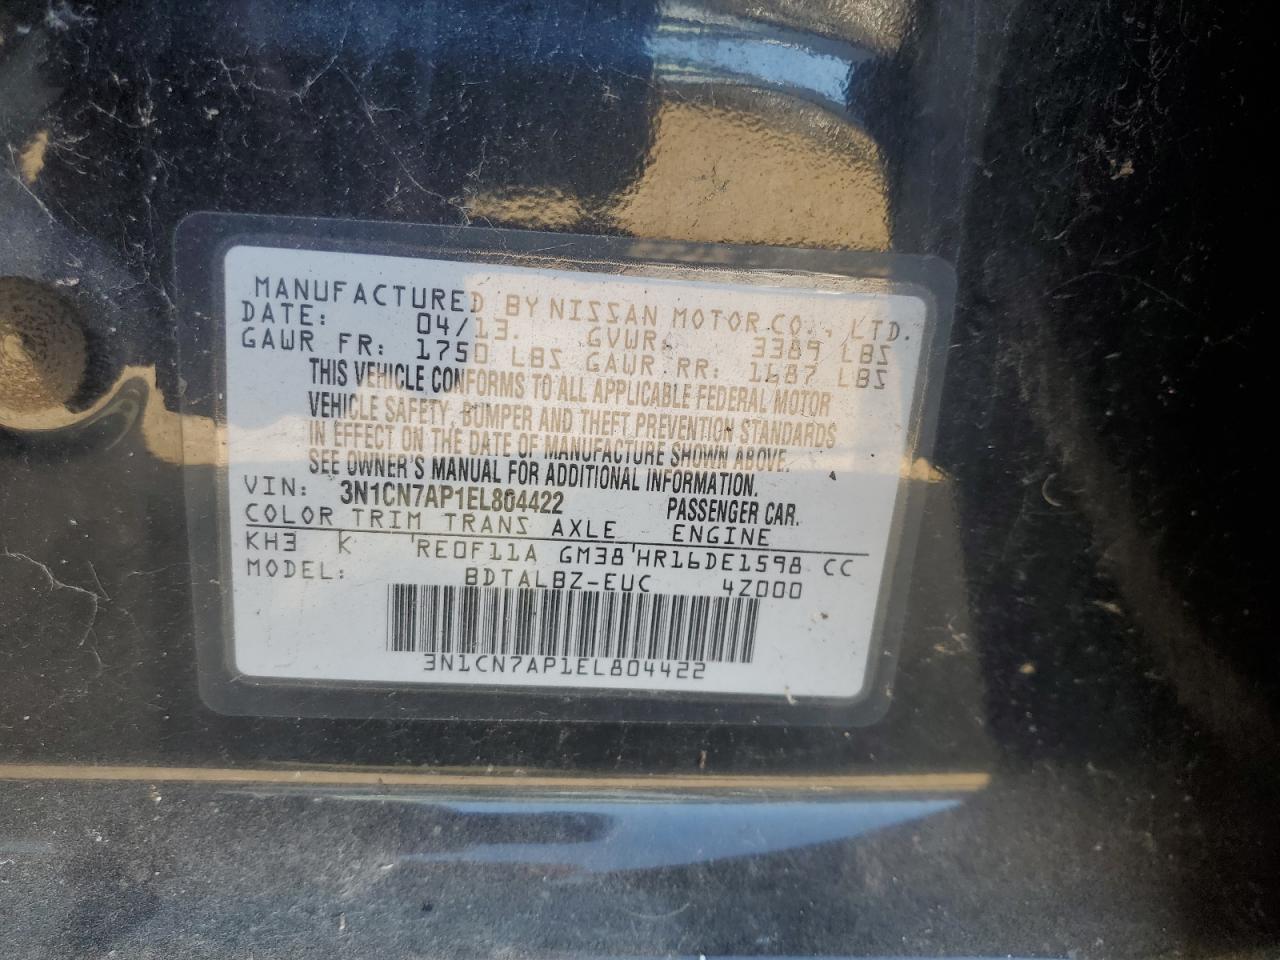 MANUFACTURED BY NISSAN MOTOR CO., LTD.
DATE: 04/13. GVWR 3389 LBS
GAWR FR: 1750 LBS GAWR RR: 1687 LBS
THIS VEHICLE CONFORMS TO ALL APPLICABLE FEDERAL MOTOR
VEHICLE SAFETY, BUMPER AND THEFT PREVENTION STANDARDS
IN EFFECT ON THE DATE OF MANUFACTURE SHOWN ABOVE.
SEE OWNER'S MANUAL FOR ADDITIONAL INFORMATION.
VIN: 3N1CN7AP1EL804422 PASSENGER CAR.
COLOR TRIM TRANS AXLE ENGINE
KH3 K RE0F11A GM38 HR16DE1598 CC
MODEL: BDTALBZ-EUC 4Z000
3N1CN7AP1EL804422